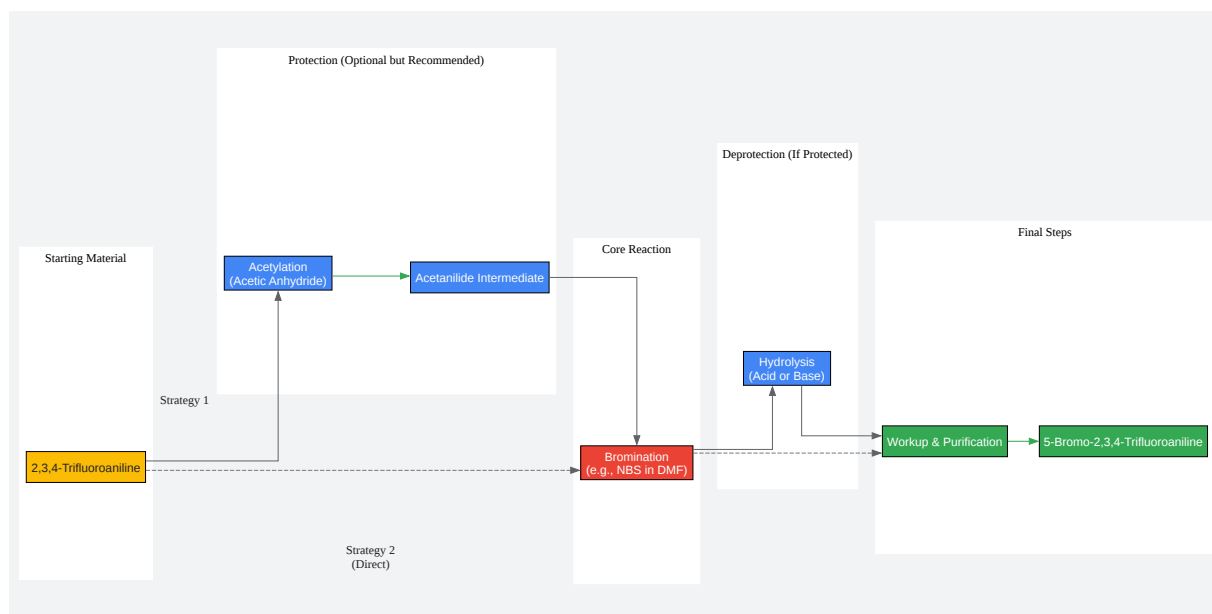 Protection (Optional but Recommended)
Deprotection (If Protected)
Final Steps
Core Reaction
Starting Material
Acetylation
(Acetic Anhydride)
Acetanilide Intermediate
Hydrolysis
(Acid or Base)
Strategy 1
Workup & Purification
5-Bromo-2,3,4-Trifluoroaniline
2,3,4-Trifluoroaniline
Bromination
(e.g., NBS in DMF)
Strategy 2
(Direct)